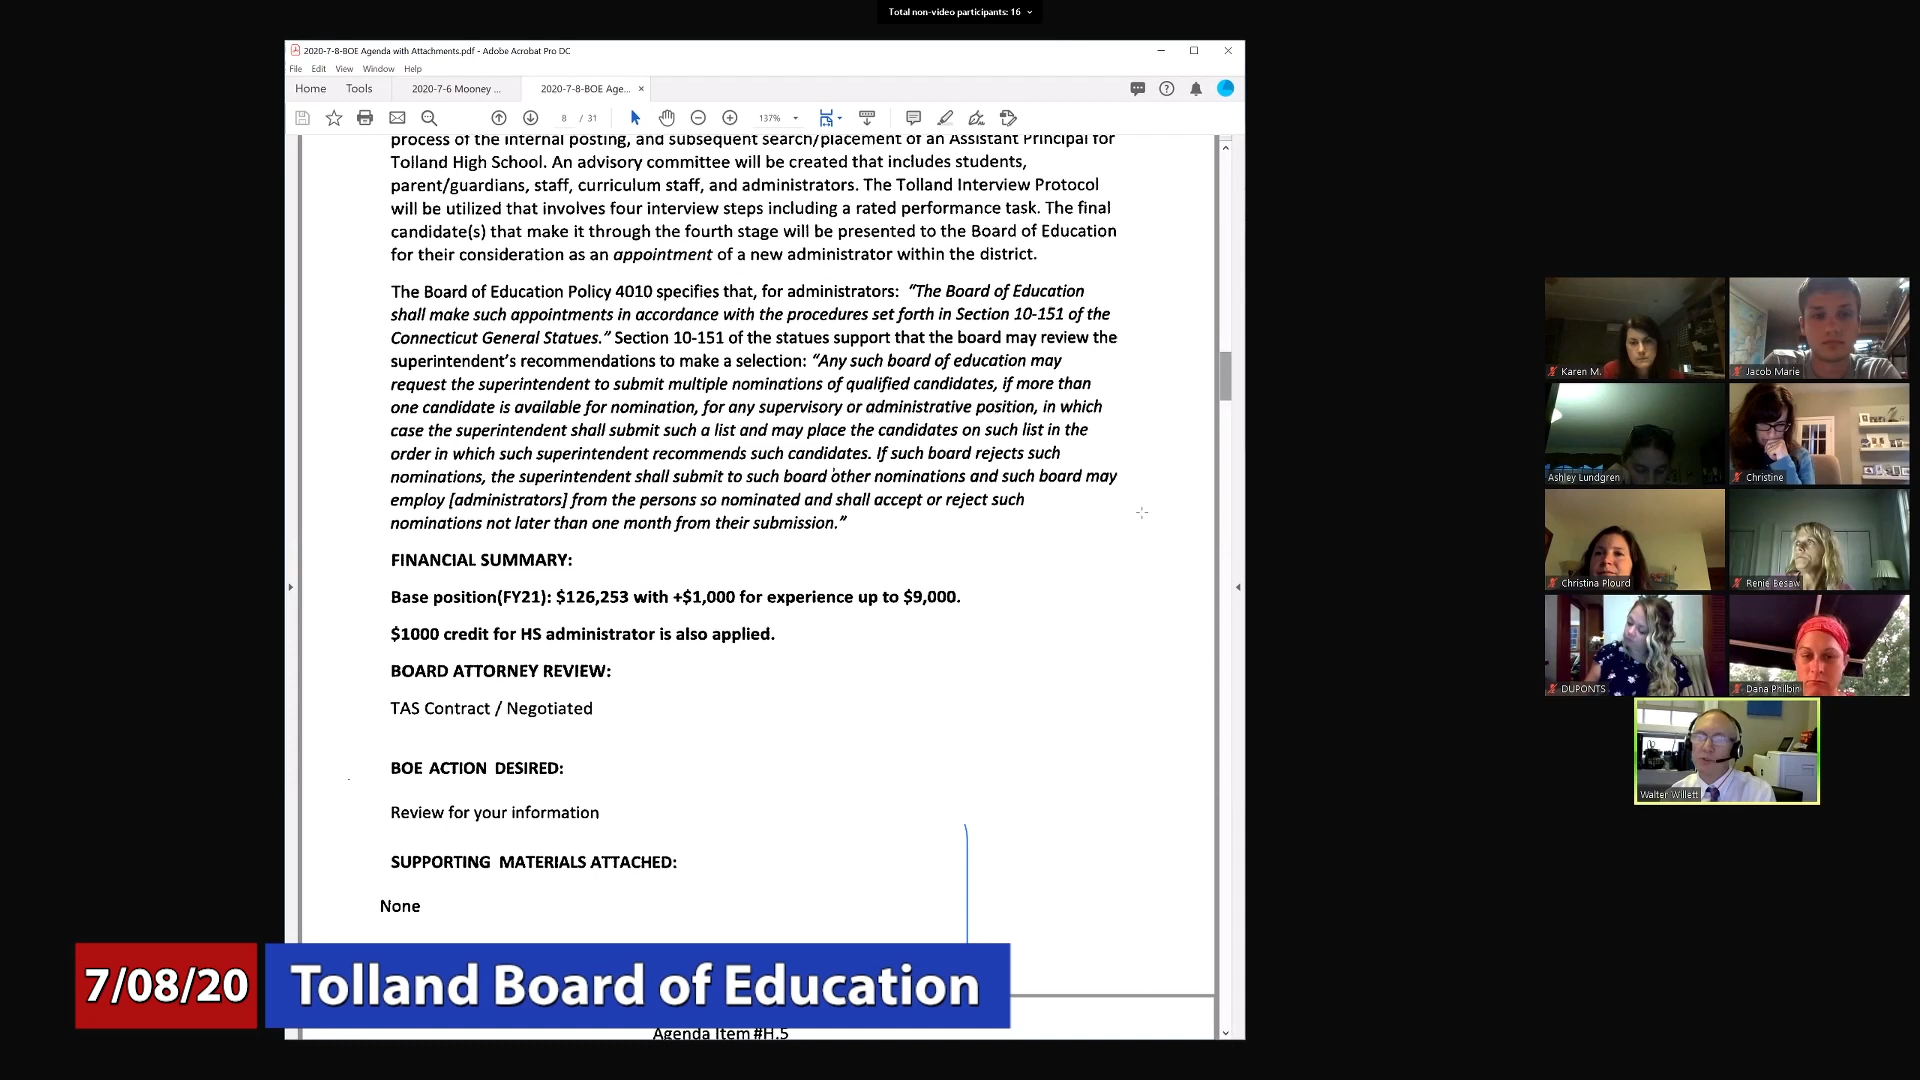 Total non-video participants: 16
2020-7-8-BOE Agenda with Attachments.pdf - Adobe Acrobat Pro DC
File Edit View Window Help
Home Tools 2020-7-6 Mooney ... 2020-7-8-BOE Age... ×
8 / 31 137%
process of the internal posting, and subsequent search/placement of an Assistant Principal for
Tolland High School. An advisory committee will be created that includes students,
parent/guardians, staff, curriculum staff, and administrators. The Tolland Interview Protocol
will be utilized that involves four interview steps including a rated performance task. The final
candidate(s) that make it through the fourth stage will be presented to the Board of Education
for their consideration as an appointment of a new administrator within the district.
The Board of Education Policy 4010 specifies that, for administrators: “The Board of Education
shall make such appointments in accordance with the procedures set forth in Section 10-151 of the
Connecticut General Statues.” Section 10-151 of the statues support that the board may review the
superintendent’s recommendations to make a selection: “Any such board of education may
request the superintendent to submit multiple nominations of qualified candidates, if more than
one candidate is available for nomination, for any supervisory or administrative position, in which
case the superintendent shall submit such a list and may place the candidates on such list in the
order in which such superintendent recommends such candidates. If such board rejects such
nominations, the superintendent shall submit to such board other nominations and such board may
employ [administrators] from the persons so nominated and shall accept or reject such
nominations not later than one month from their submission.”
FINANCIAL SUMMARY:
Base position(FY21): $126,253 with +$1,000 for experience up to $9,000.
$1000 credit for HS administrator is also applied.
BOARD ATTORNEY REVIEW:
TAS Contract / Negotiated
BOE ACTION DESIRED:
Review for your information
SUPPORTING MATERIALS ATTACHED:
None
Agenda Item #H.5
7/08/20 Tolland Board of Education
Karen M. Jacob Marie
Ashley Lundgren Christine
Christina Plourd Renie Besaw
DUPONTS Dana Philbin
Walter Willett